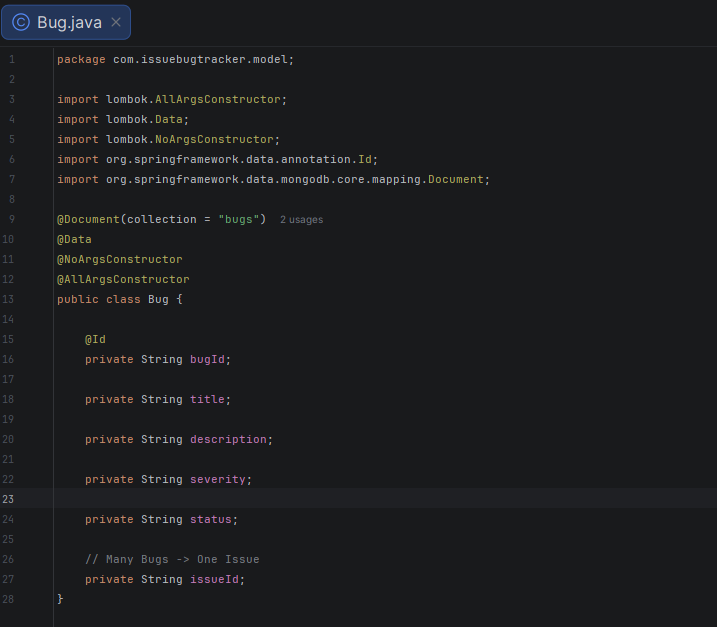 Bug.java
1 package com.issuebugtracker.model;
2
3 import lombok.AllArgsConstructor;
4 import lombok.Data;
5 import lombok.NoArgsConstructor;
6 import org.springframework.data.annotation.Id;
7 import org.springframework.data.mongodb.core.mapping.Document;
8
9 @Document(collection = "bugs") 2 usages
10 @Data
11 @NoArgsConstructor
12 @AllArgsConstructor
13 public class Bug {
14
15     @Id
16     private String bugId;
17
18     private String title;
19
20     private String description;
21
22     private String severity;
23
24     private String status;
25
26     // Many Bugs -> One Issue
27     private String issueId;
28 }